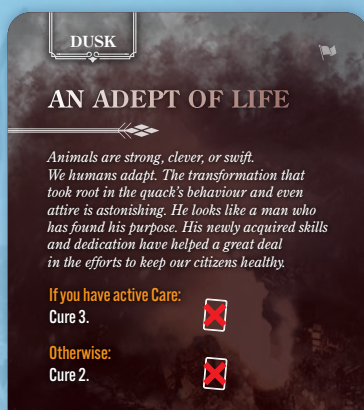 DUSK
AN ADEPT OF LIFE
Animals are strong, clever, or swift.
We humans adapt. The transformation that
took root in the quack's behaviour and even
attire is astonishing. He looks like a man who
has found his purpose. His newly acquired skills
and dedication have helped a great deal
in the efforts to keep our citizens healthy.
If you have active Care:
Cure 3.
Otherwise:
Cure 2.